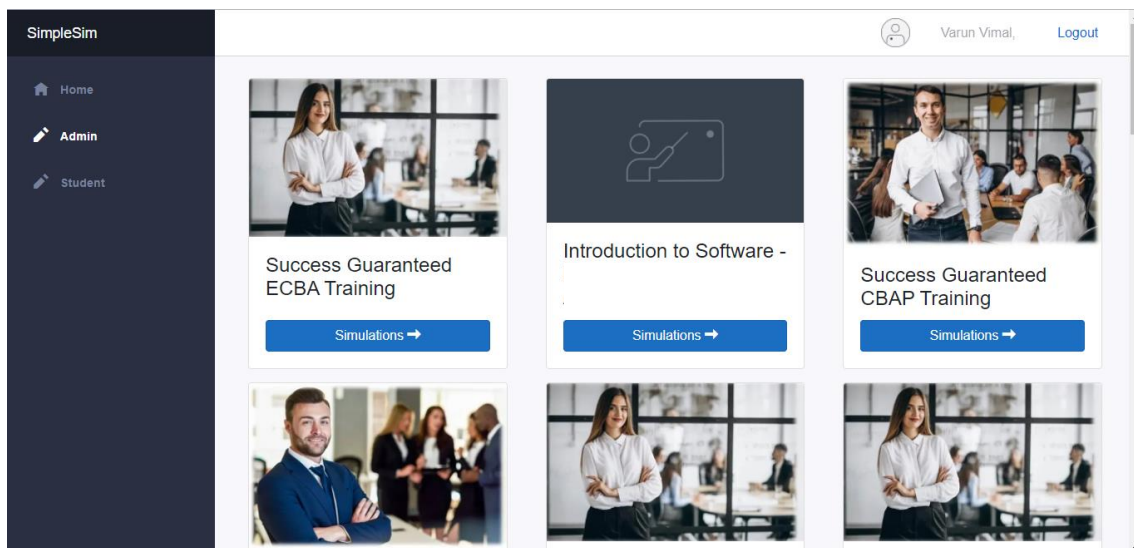 SimpleSim
Varun Vimal,
Logout
Home
Admin
Student
Success Guaranteed
ECBA Training
Simulations
Introduction to Software -
Simulations
Success Guaranteed
CBAP Training
Simulations